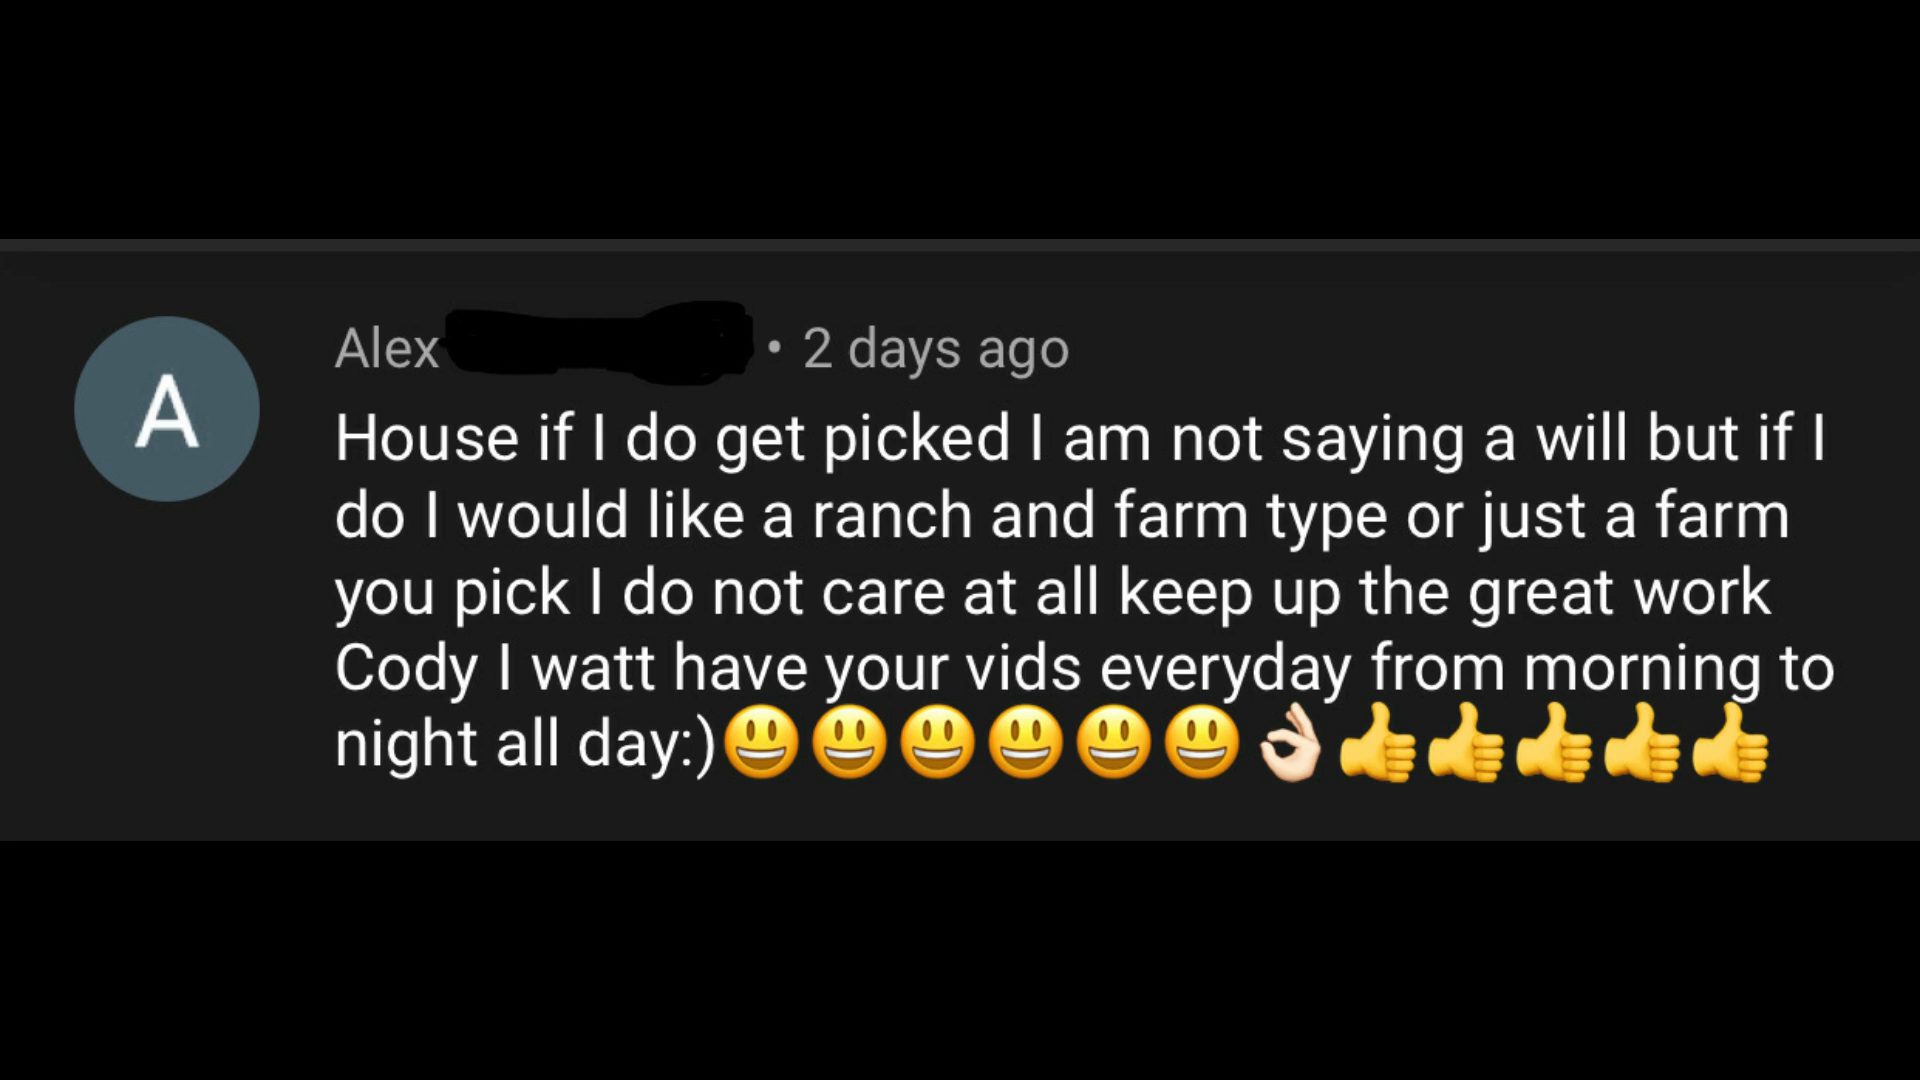 A
Alex • 2 days ago
House if I do get picked I am not saying a will but if I
do I would like a ranch and farm type or just a farm
you pick I do not care at all keep up the great work
Cody I watt have your vids everyday from morning to
night all day:)😃😃😃😃😃😃👌🏻👍👍👍👍👍